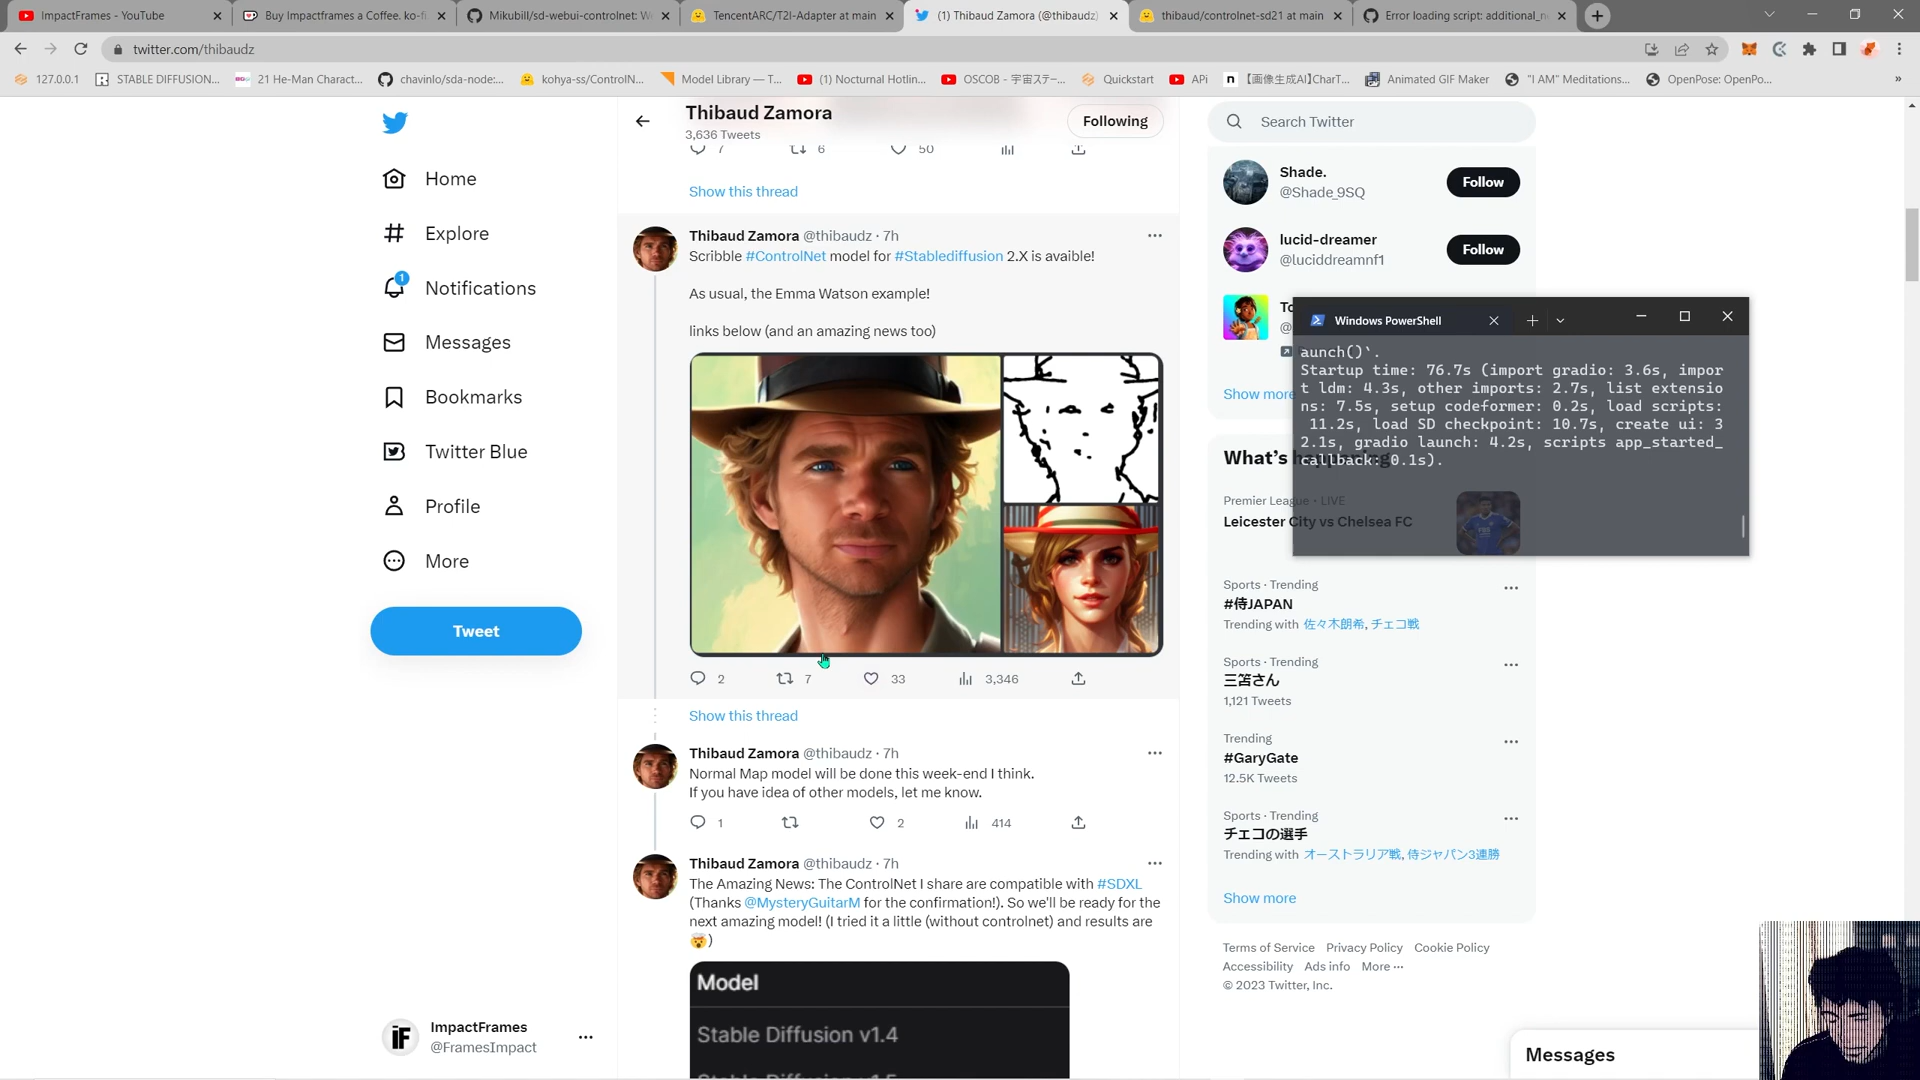 ImpactFrames - YouTube
Buy Impactframes a Coffee. ko-fi
Mikubill/sd-webui-controlnet: W
TencentARC/T2I-Adapter at main
(1) Thibaud Zamora (@thibaudz)
thibaud/controlnet-sd21 at main
Error loading script: additional_n
twitter.com/thibaudz
127.0.0.1
STABLE DIFFUSION...
21 He-Man Charact...
chavinlo/sda-node:...
kohya-ss/ControlN...
Model Library — T...
(1) Nocturnal Hotlin...
OSCOB - 宇宙ステー...
Quickstart
APi
【画像生成AI】CharT...
Animated GIF Maker
"I AM" Meditations...
OpenPose: OpenPo...
Home
Explore
1
Notifications
Messages
Bookmarks
Twitter Blue
Profile
More
Tweet
ImpactFrames
@FramesImpact
Thibaud Zamora
3,636 Tweets
Following
7
6
50
Show this thread
Thibaud Zamora @thibaudz · 7h
Scribble #ControlNet model for #Stablediffusion 2.X is avaible!
As usual, the Emma Watson example!
links below (and an amazing news too)
2
7
33
3,346
Show this thread
Thibaud Zamora @thibaudz · 7h
Normal Map model will be done this week-end I think.
If you have idea of other models, let me know.
1
2
414
Thibaud Zamora @thibaudz · 7h
The Amazing News: The ControlNet I share are compatible with #SDXL
(Thanks @MysteryGuitarM for the confirmation!). So we'll be ready for the
next amazing model! (I tried it a little (without controlnet) and results are
🤯)
Model
Stable Diffusion v1.4
Search Twitter
Shade.
@Shade_9SQ
Follow
lucid-dreamer
@luciddreamnf1
Follow
Show more
Windows PowerShell
aunch()`.
Startup time: 76.7s (import gradio: 3.6s, impor
t ldm: 4.3s, other imports: 2.7s, list extensio
ns: 7.5s, setup codeformer: 0.2s, load scripts:
11.2s, load SD checkpoint: 10.7s, create ui: 3
2.1s, gradio launch: 4.2s, scripts app_started_
callback: 0.1s).
What's happening
Premier League · LIVE
Leicester City vs Chelsea FC
Sports · Trending
#侍JAPAN
Trending with 佐々木朗希, チェコ戦
Sports · Trending
三笘さん
1,121 Tweets
Trending
#GaryGate
12.5K Tweets
Sports · Trending
チェコの選手
Trending with オーストラリア戦, 侍ジャパン3連勝
Show more
Terms of Service Privacy Policy Cookie Policy
Accessibility Ads info More ···
© 2023 Twitter, Inc.
Messages